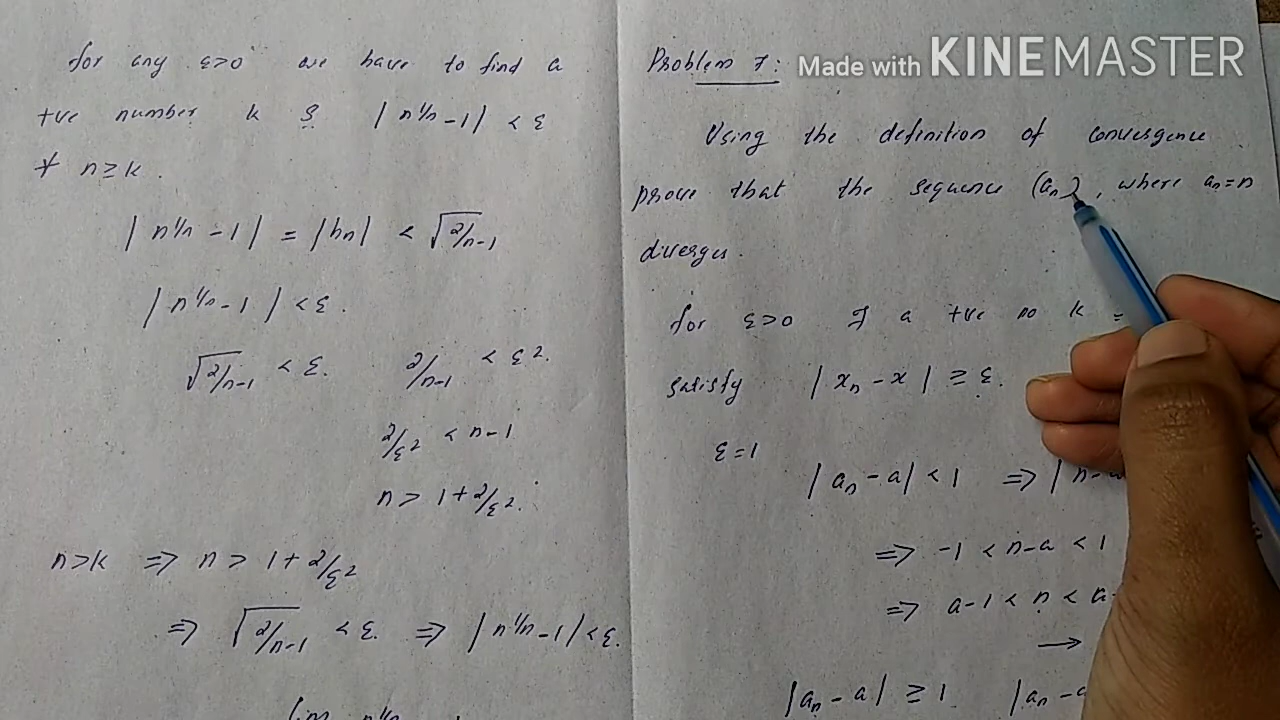 for any ε>0 we have to find a
+ve number k ∋ | n^{1/n} - 1 | < ε
∀ n ≥ k.
| n^{1/n} - 1 | = | hn | < √2/n-1
| n^{1/n} - 1 | < ε.
√2/n-1 < ε. 2/n-1 < ε².
2/ε² < n-1
n > 1 + 2/ε².
n > k ⇒ n > 1 + 2/ε²
⇒ √2/n-1 < ε. ⇒ | n^{1/n} - 1 | < ε.
lim n^{1/n}
Made with KINEMASTER
Problem 7:
Using the definition of convergence
prove that the sequence (an), where an = n
diverges.
for ε>0 ∃ a +ve no k =
satisfy | xn - x | ≥ ε.
ε = 1
| an - a | < 1 ⇒ | n -
⇒ -1 < n-a < 1
⇒ a-1 < n < a
→
| an - a | ≥ 1 | an - a